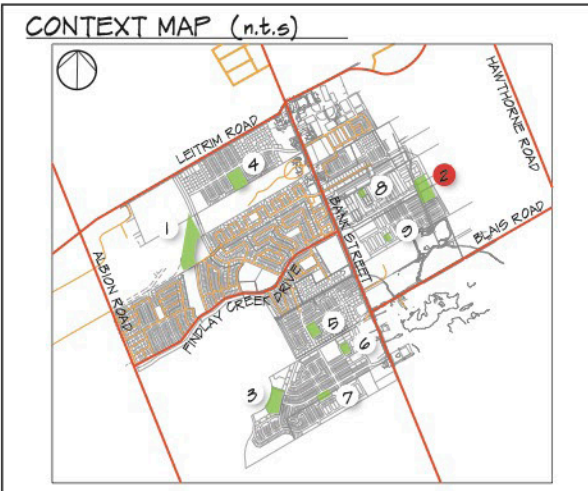 CONTEXT MAP (n.t.s)
HAWTHORNE ROAD
LEITRIM ROAD
4
2
8
1
BANK STREET
9
BLAIS ROAD
ALBION ROAD
FINDLAY CREEK DRIVE
5
6
3
7